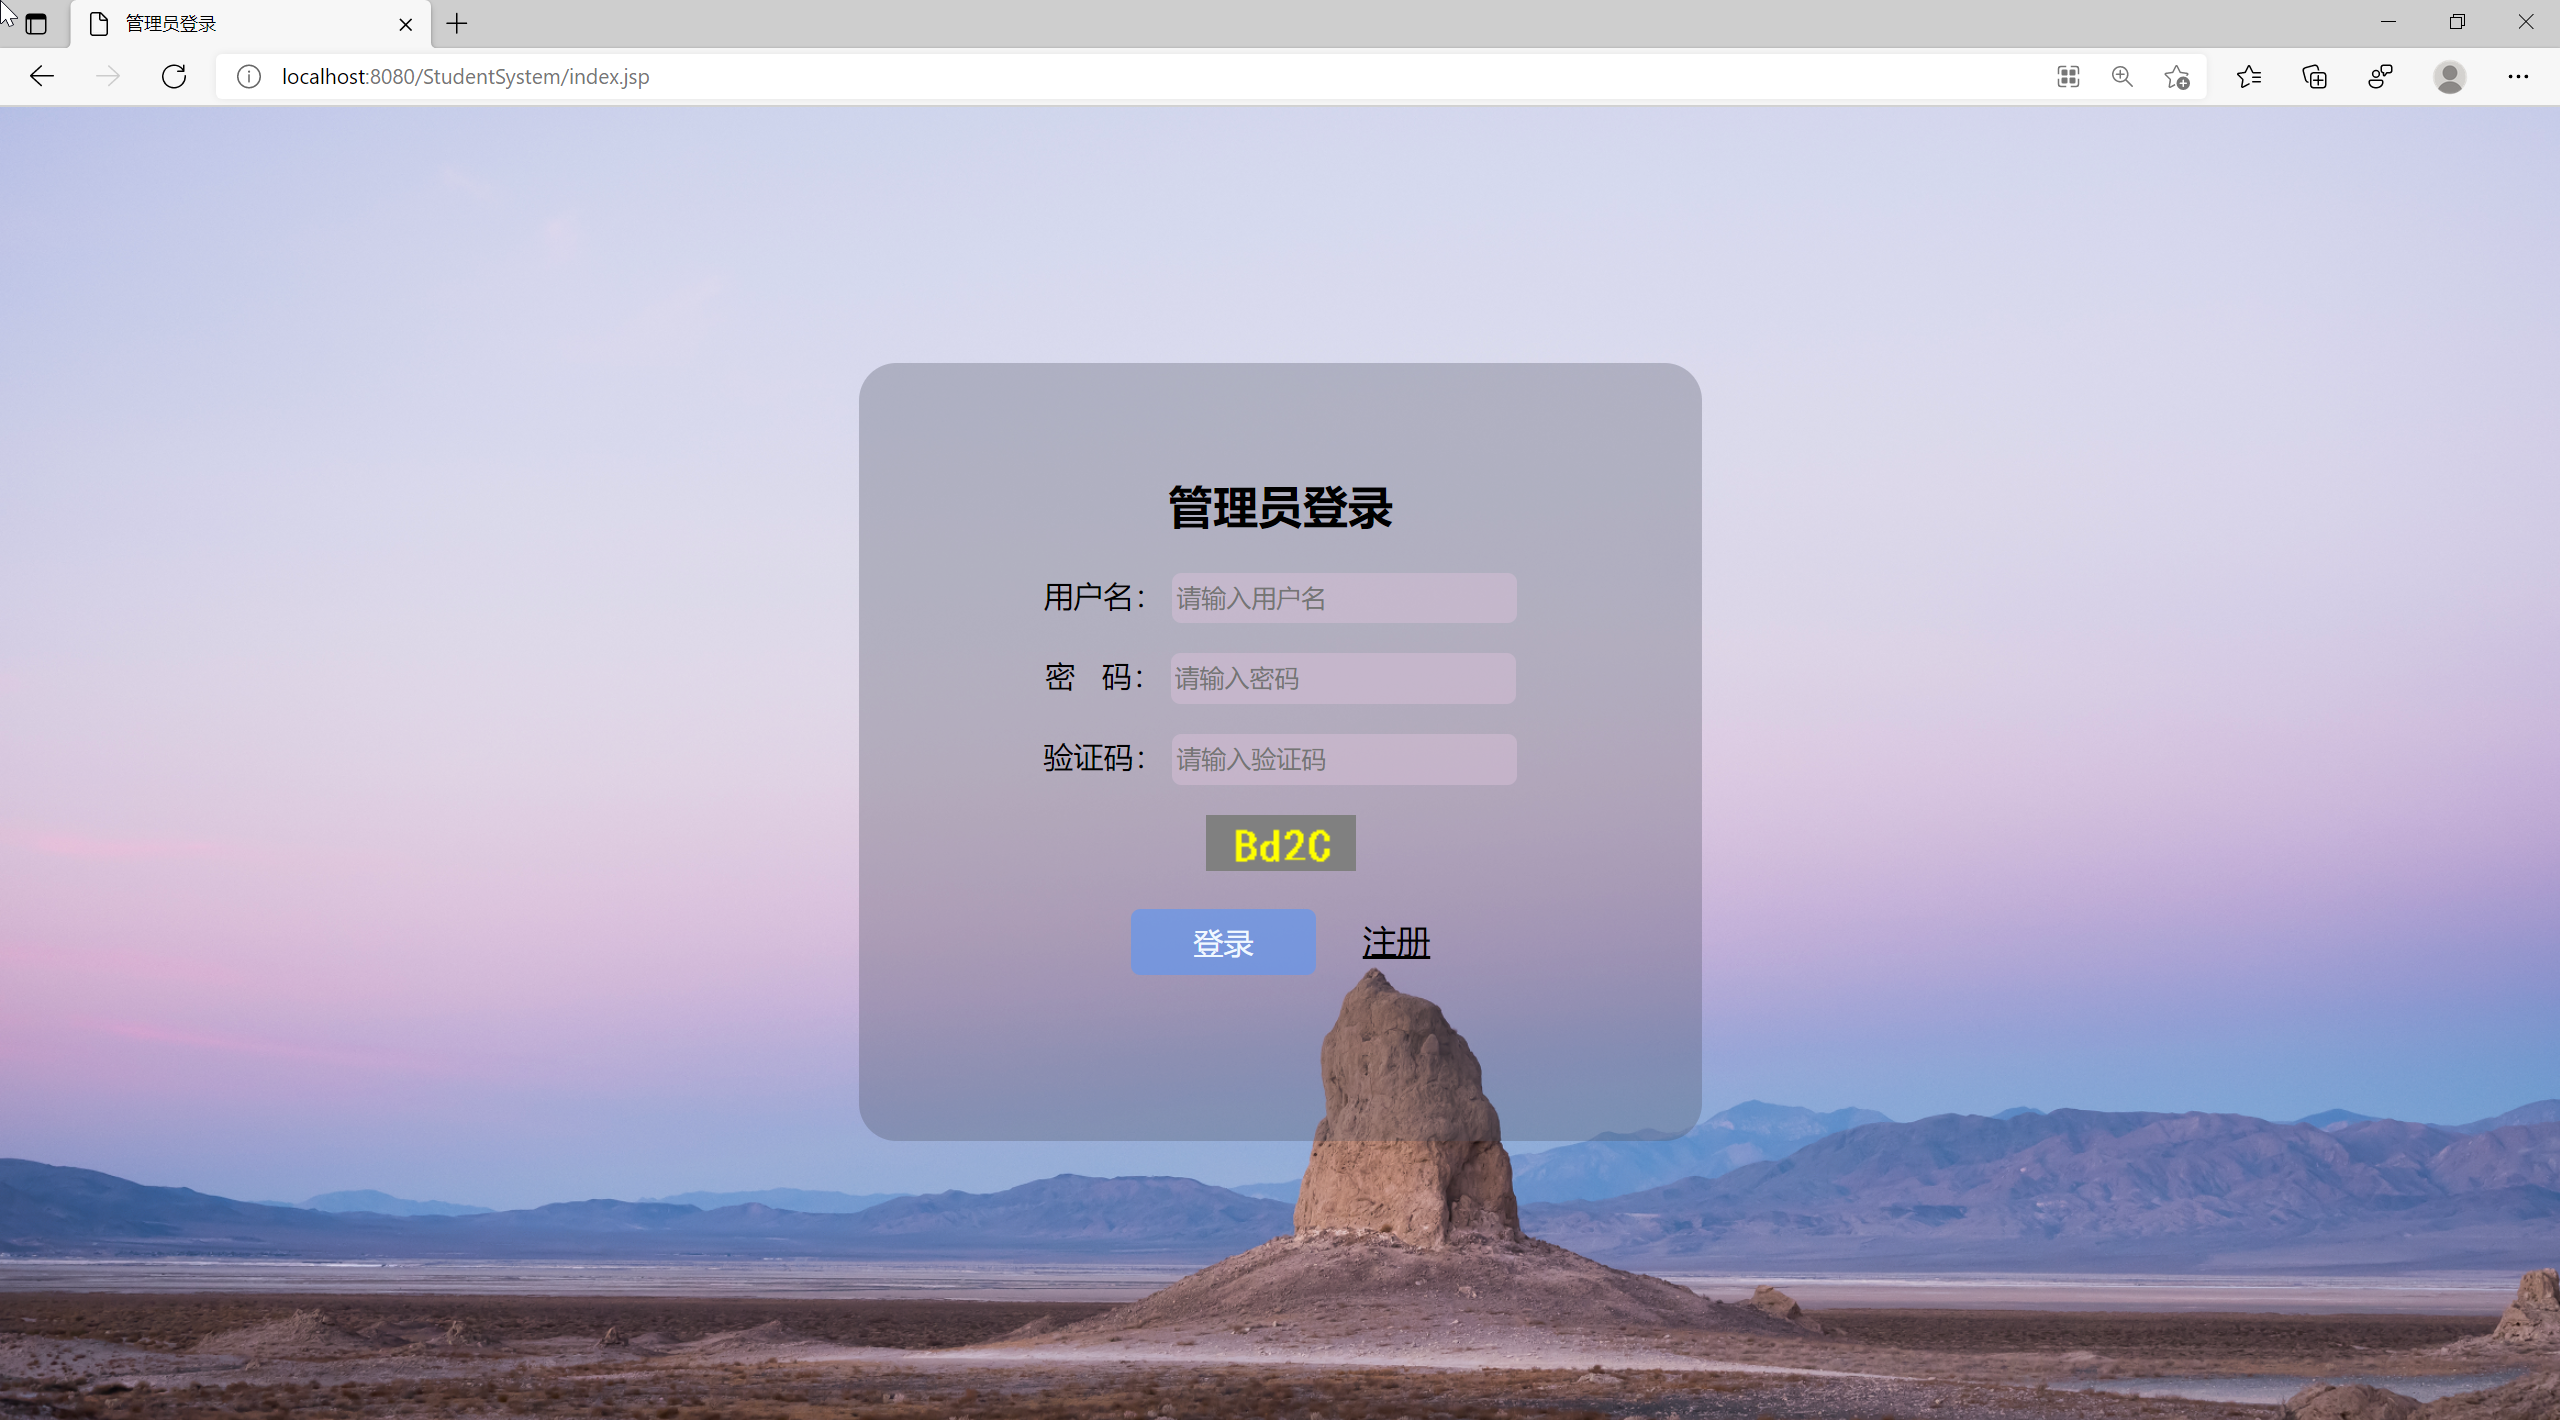 管理员登录
localhost:8080/StudentSystem/index.jsp
管理员登录
用户名： 请输入用户名
密 码： 请输入密码
验证码： 请输入验证码
Bd2C
登录 注册